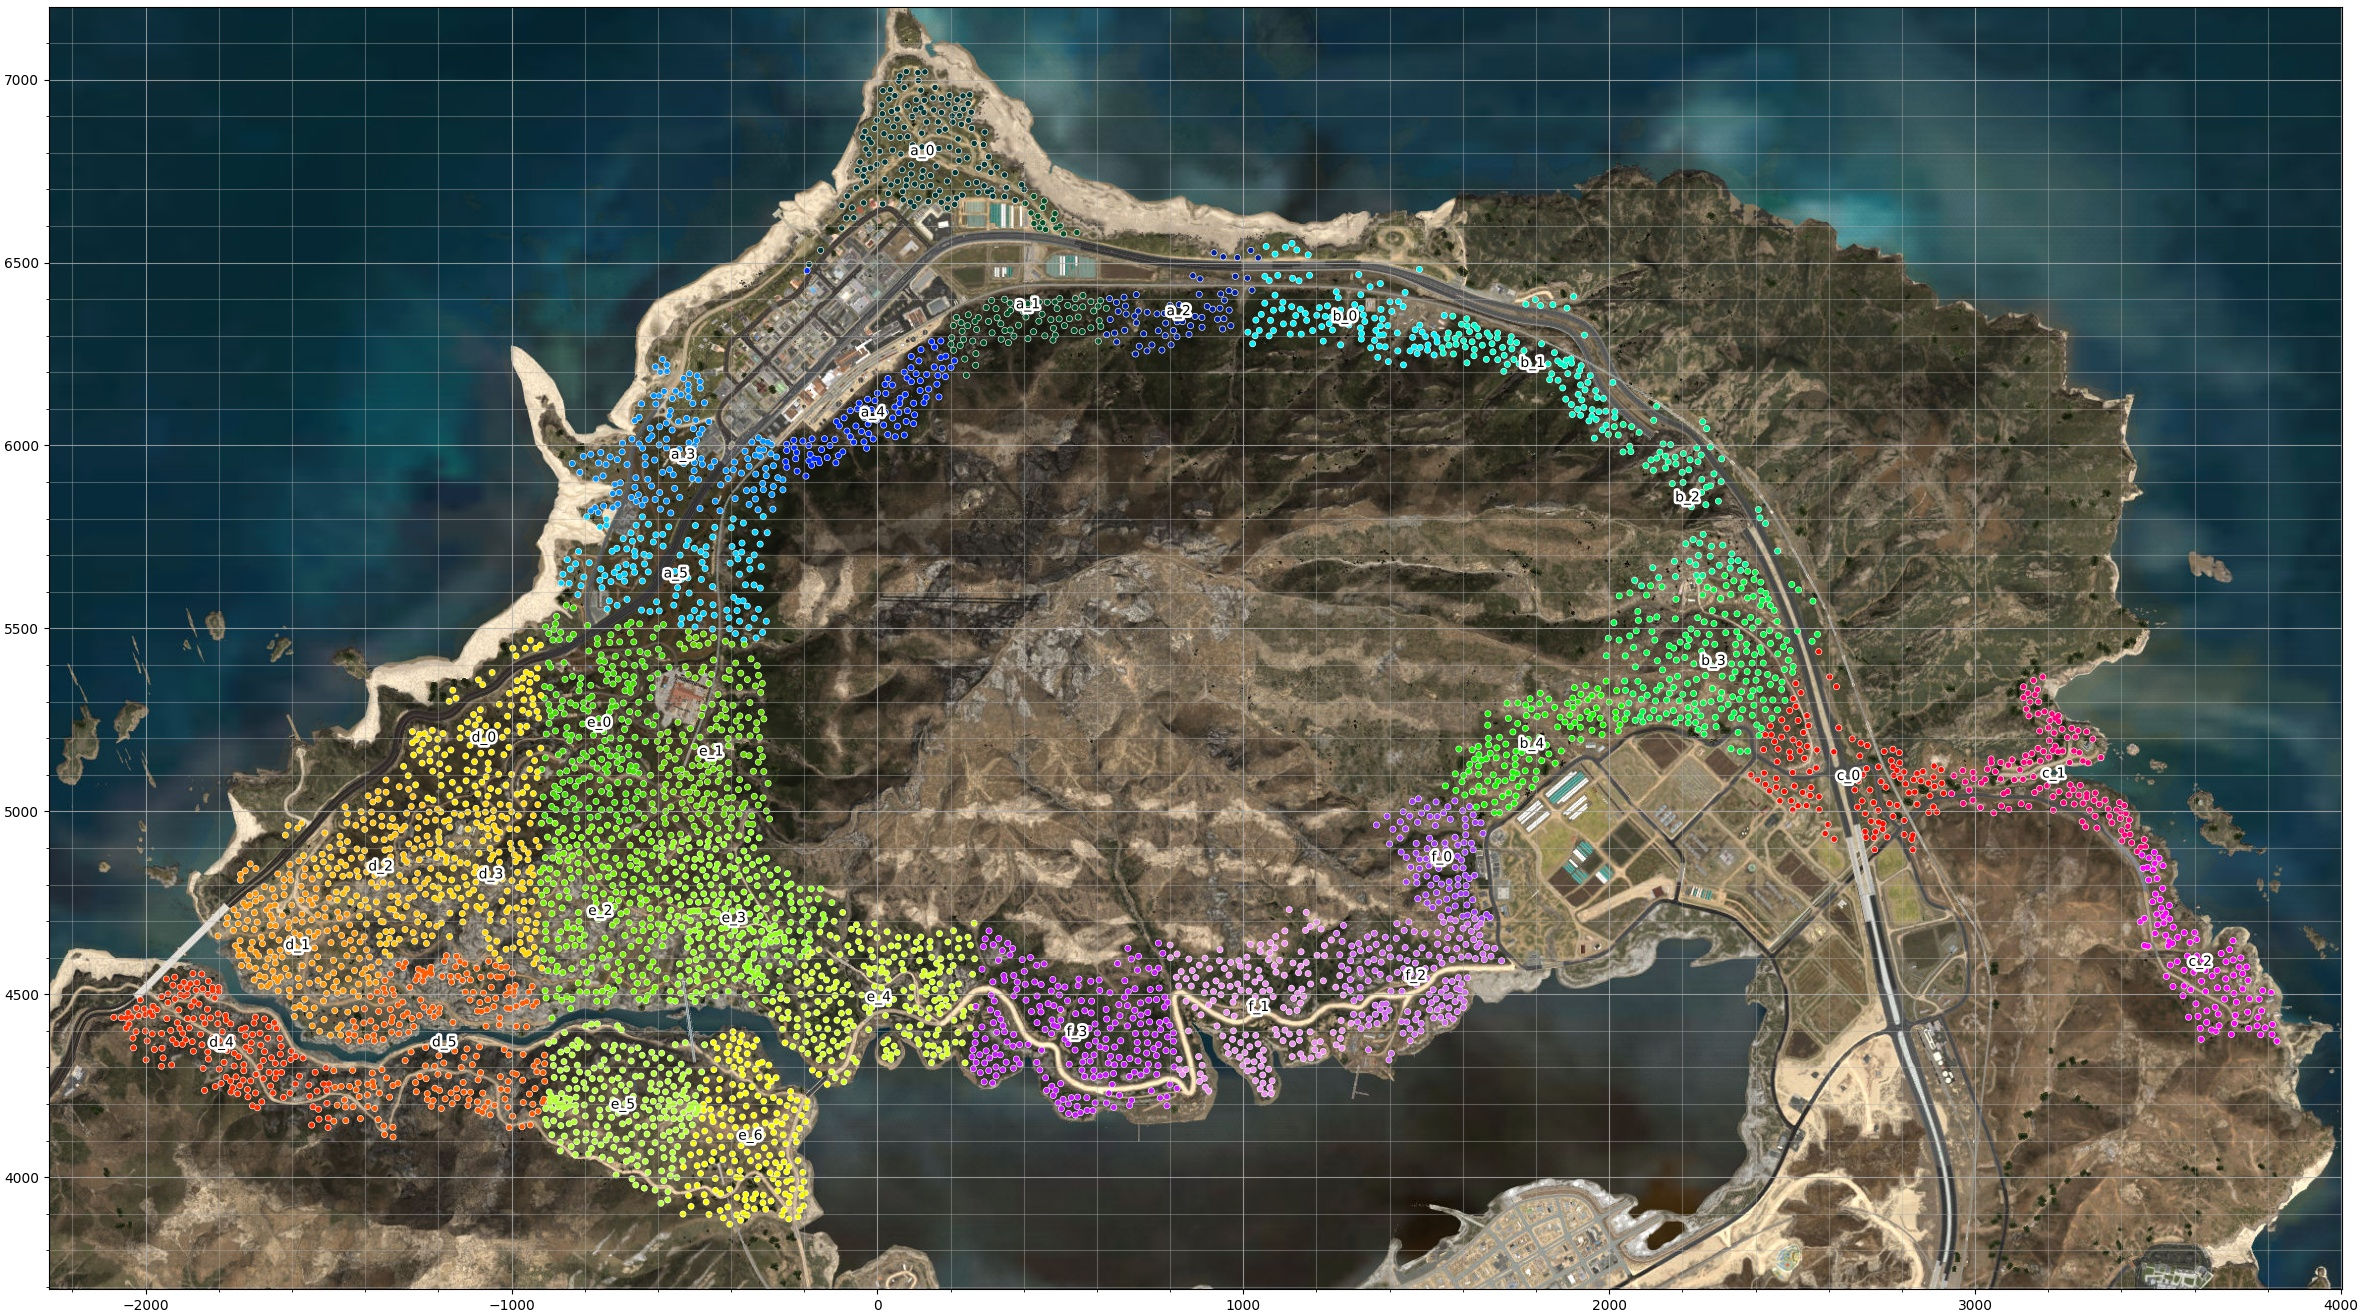 7000
a_0
6500
a_1
a_2
b_0
b_1
a_4
6000
a_3
b_2
a_5
5500
b_3
e_0
d_0
b_4
e_1
c_1
c_0
5000
f_0
d_2
d_3
e_2
e_3
d_1
c_2
f_2
4500
e_4
f_1
f_3
d_4
d_5
e_5
e_6
4000
−2000 −1000 0 1000 2000 3000 4000